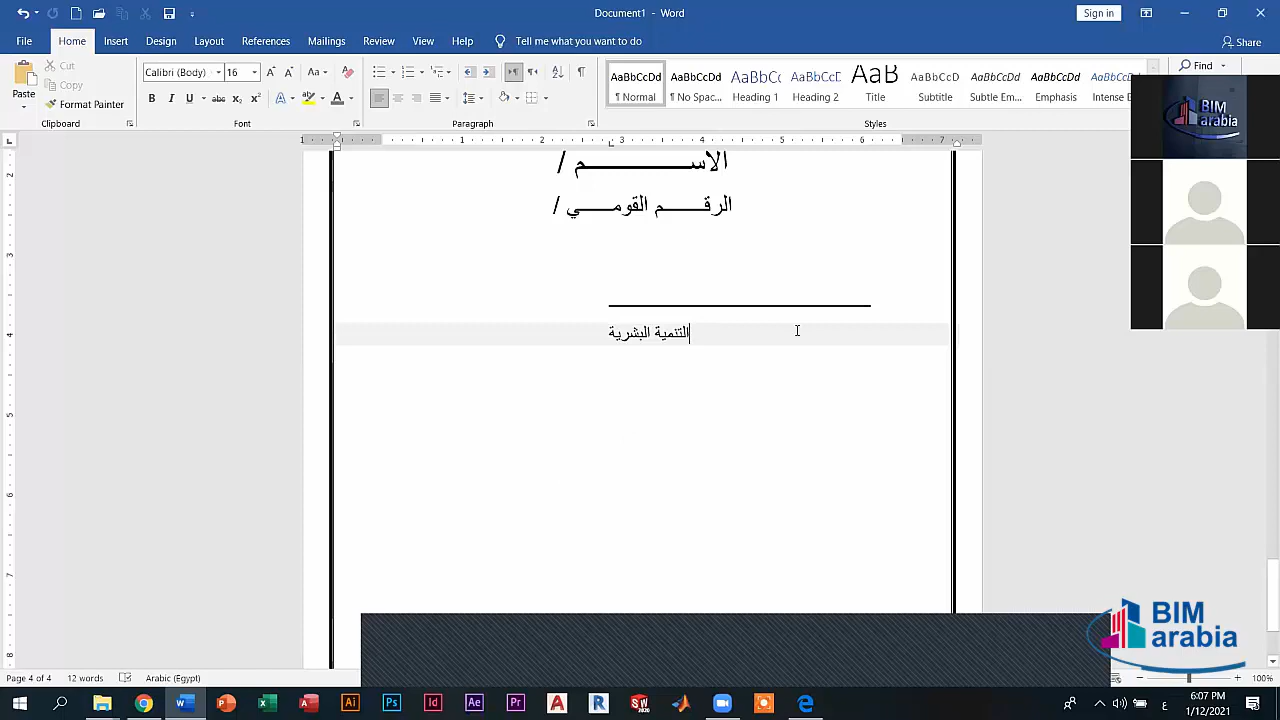 Document1 - Word
Sign in
File Home Insert Design Layout References Mailings Review View Help Tell me what you want to do Share
Paste
Cut
Copy
Format Painter
Calibri (Body) 16
Clipboard
Font
Paragraph
Styles
AaBbCcDd
¶ Normal
AaBbCcDd
¶ No Spac...
AaBbCc
Heading 1
AaBbCcC
Heading 2
AaB
Title
AaBbCcD
Subtitle
AaBbCcDd
Subtle Em...
AaBbCcDd
Emphasis
AaBbCcDd
Intense E
Find
BIM
arabia
الاســـــــــــــــم /
الرقـــــم القومـــــي /
التنمية البشرية
BIM
arabia
Page 4 of 4 12 words Arabic (Egypt) 100%
6:07 PM
1/12/2021